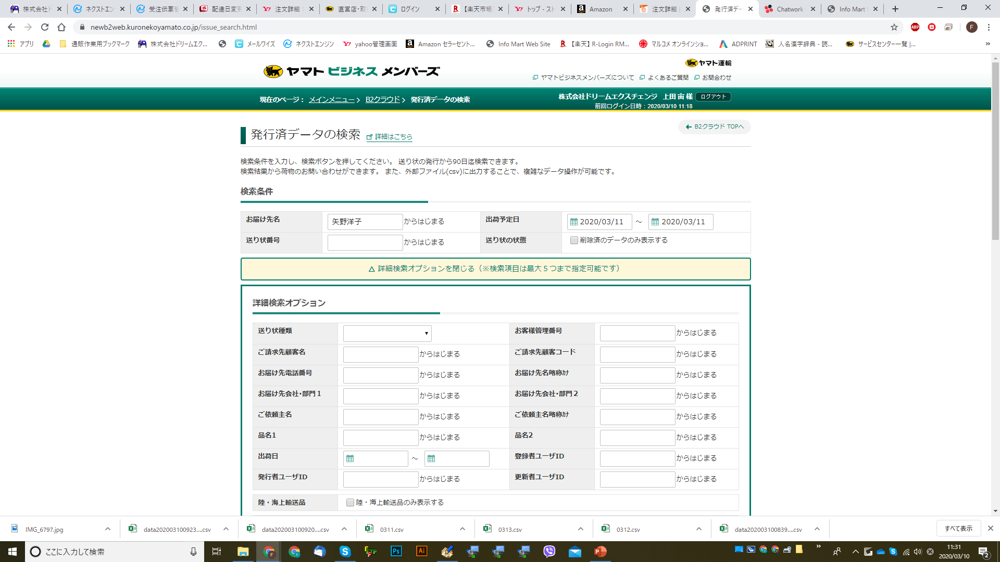 株式会社ド
ネクストエン
受注伝票管
配達日変更
注文詳細
直営店・取
ログイン
【楽天市場
トップ - スト
Amazon
注文詳細
発行済デー
Chatwork
Info Mart
newb2web.kuronekoyamato.co.jp/issue_search.html
アプリ
通販作業用ブックマーク
株式会社ドリームエク...
メールワイズ
ネクストエンジン
yahoo管理画面
Amazon セラーセント...
Info Mart Web Site
【楽天】R-Login RM...
マルコメ オンラインショ...
ADPRINT
人名漢字辞典 - 読...
サービスセンター一覧 |...
ヤマト ビジネス メンバーズ
ヤマト運輸
ヤマトビジネスメンバーズについて よくあるご質問 お問合わせ
現在のページ： メインメニュー B2クラウド 発行済データの検索
株式会社ドリームエクスチェンジ 上田 宙 様 ログアウト
前回ログイン日時：2020/03/10 11:18
B2クラウド TOPへ
発行済データの検索 詳細はこちら
検索条件を入力し、検索ボタンを押してください。 送り状の発行から90日迄検索できます。
検索結果から荷物のお問い合わせができます。 また、外部ファイル(csv)に出力することで、複雑なデータ操作が可能です。
検索条件
お届け先名 矢野洋子 からはじまる 出荷予定日 2020/03/11 ～ 2020/03/11
送り状番号 からはじまる 送り状の状態 削除済のデータのみ表示する
△ 詳細検索オプションを閉じる（※検索項目は最大５つまで指定可能です）
詳細検索オプション
送り状種類 お客様管理番号 からはじまる
ご請求先顧客名 からはじまる ご請求先顧客コード からはじまる
お届け先電話番号 からはじまる お届け先名略称ｶﾅ からはじまる
お届け先会社･部門１ からはじまる お届け先会社･部門２ からはじまる
ご依頼主名 からはじまる ご依頼主名略称ｶﾅ からはじまる
品名1 からはじまる 品名2 からはじまる
出荷日 ～ 登録者ユーザID からはじまる
発行者ユーザID からはじまる 更新者ユーザID からはじまる
陸・海上輸送品 陸・海上輸送品のみ表示する
IMG_6797.jpg
data202003100923....csv
data202003100920....csv
0311.csv
0313.csv
0312.csv
data202003100839....csv
すべて表示
ここに入力して検索
11:31
2020/03/10
2